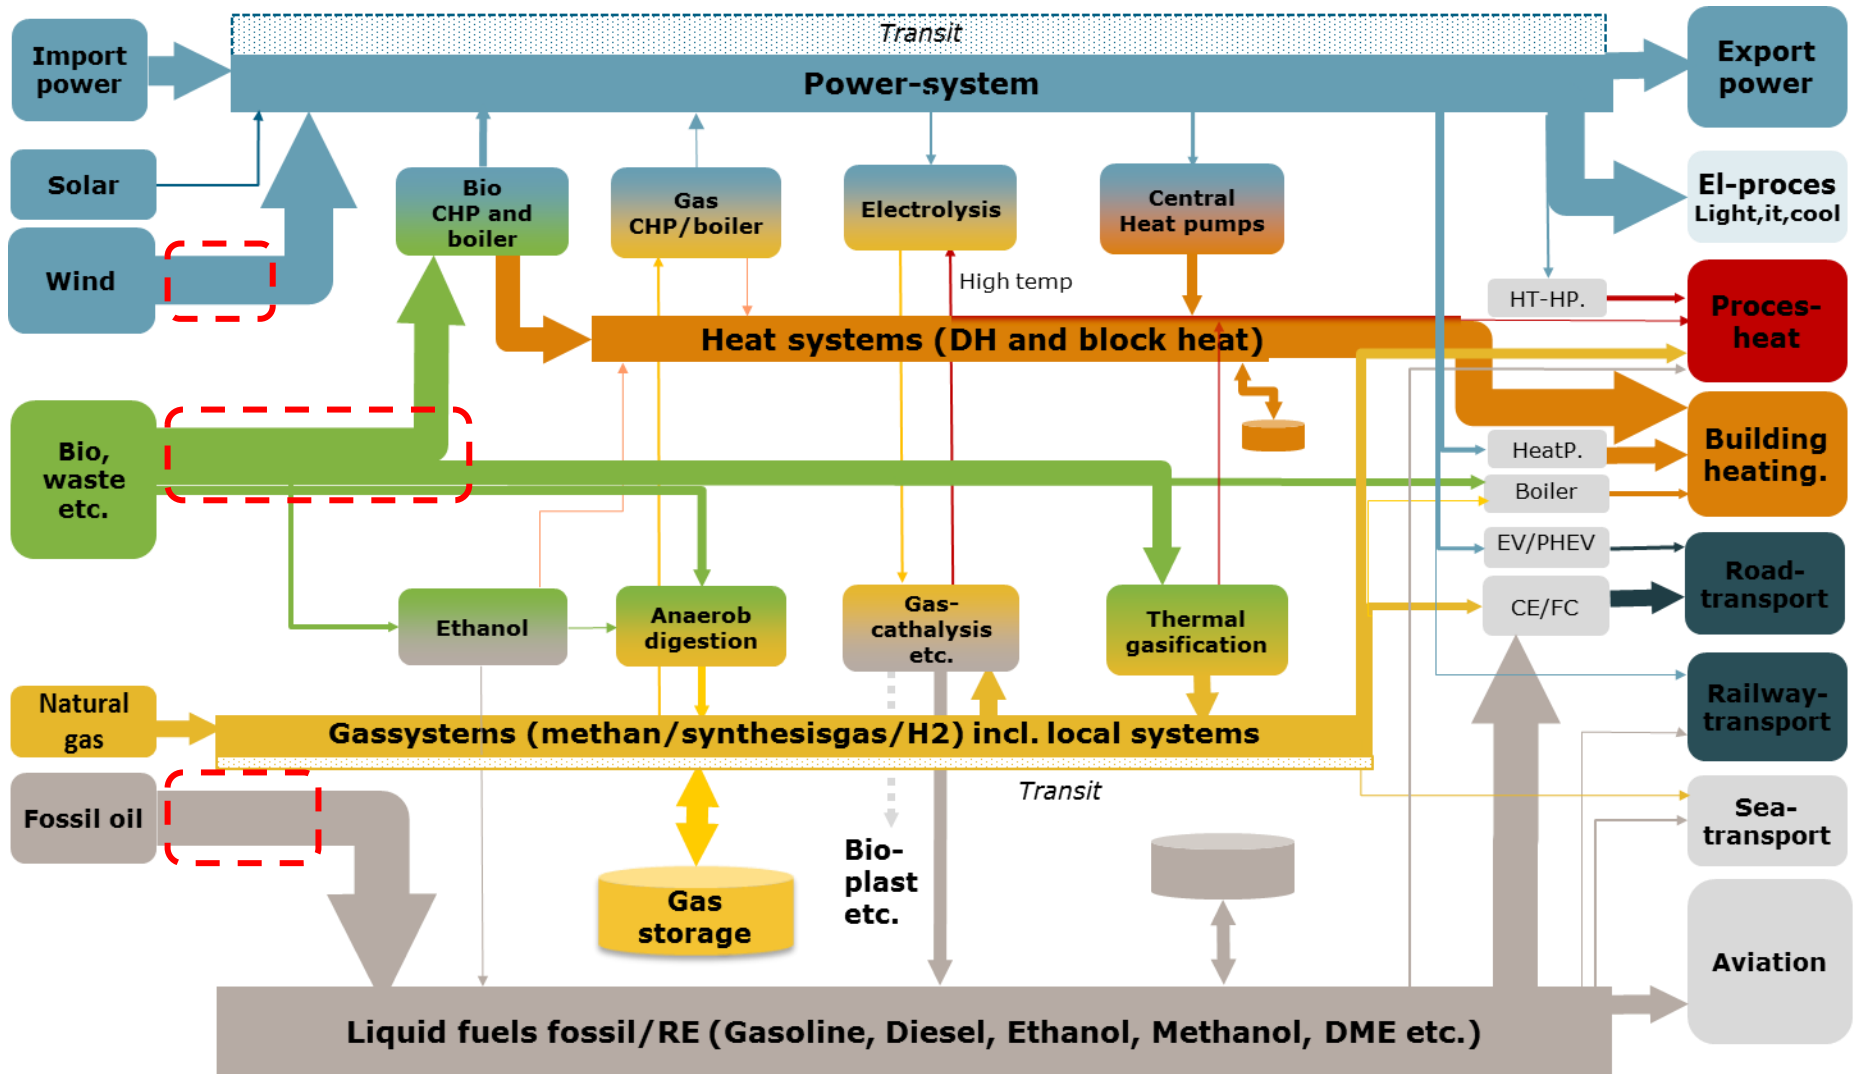 Transit
Import
power
Power-system
Export
power
Solar
Bio
CHP and
boiler
Gas
CHP/boiler
Electrolysis
Central
Heat pumps
El-proces
Light,it,cool
Wind
High temp
HT-HP.
Proces-
heat
Heat systems (DH and block heat)
Bio,
waste
etc.
HeatP.
Boiler
Building
heating.
EV/PHEV
CE/FC
Road-
transport
Ethanol
Anaerob
digestion
Gas-
cathalysis
etc.
Thermal
gasification
Natural
gas
Gassystems (methan/synthesisgas/H2) incl. local systems
Transit
Railway-
transport
Fossil oil
Sea-
transport
Bio-
plast
etc.
Gas
storage
Aviation
Liquid fuels fossil/RE (Gasoline, Diesel, Ethanol, Methanol, DME etc.)